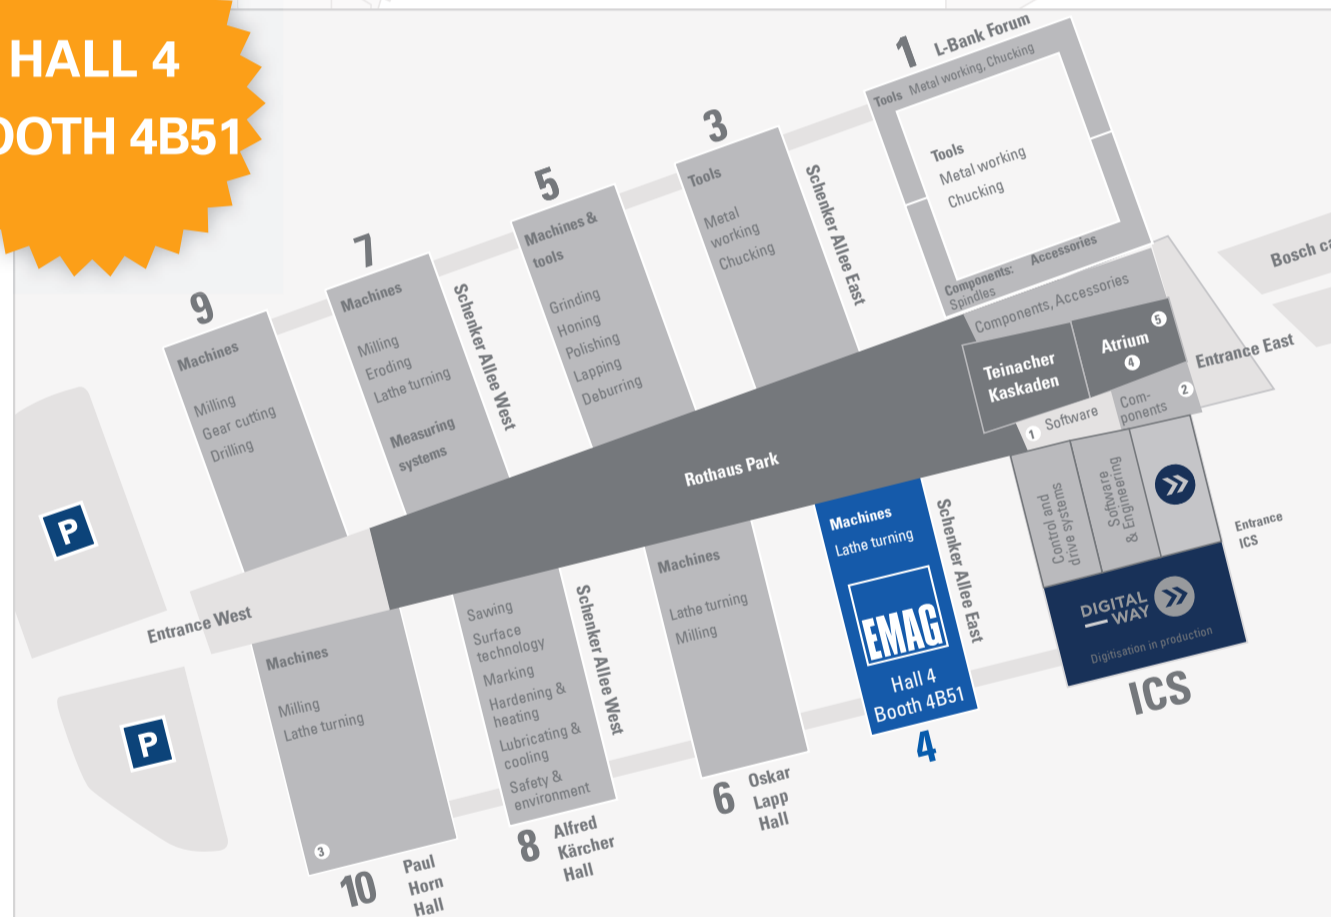 HALL 4
BOOTH 4B51
1
L-Bank Forum
Tools Metal working, Chucking
Tools
Metal working
Chucking
Components: Accessories
Spindles
Components, Accessories
3
Tools
Metal
working
Chucking
Schenker Allee East
5
Machines &
tools
Grinding
Honing
Polishing
Lapping
Deburring
7
Machines
Milling
Eroding
Lathe turning
Measuring
systems
Schenker Allee West
9
Machines
Milling
Gear cutting
Drilling
Bosch ca
Entrance East
Teinacher
Kaskaden
Atrium
5
4
2
Com-
ponents
1
Software
Rothaus Park
P
Entrance West
P
Machines
Milling
Lathe turning
3
10
Paul
Horn
Hall
Sawing
Surface
technology
Marking
Hardening &
heating
Lubricating &
cooling
Safety &
environment
8
Alfred
Kärcher
Hall
Schenker Allee West
Machines
Lathe turning
Milling
6
Oskar
Lapp
Hall
Machines
Lathe turning
EMAG
Hall 4
Booth 4B51
4
Schenker Allee East
Control and
drive systems
Software
& Engineering
Entrance
ICS
DIGITAL
WAY
Digitisation in production
ICS